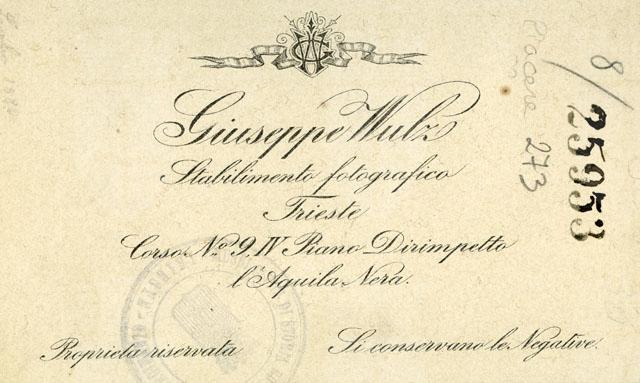 Giuseppe Wulz
Stabilimento fotografico
Trieste
Corso N.º 9, IV Piano Dirimpetto
l'Aquila Nera.
Proprietà riservata
Si conservano le Negative.
8/
25953
273